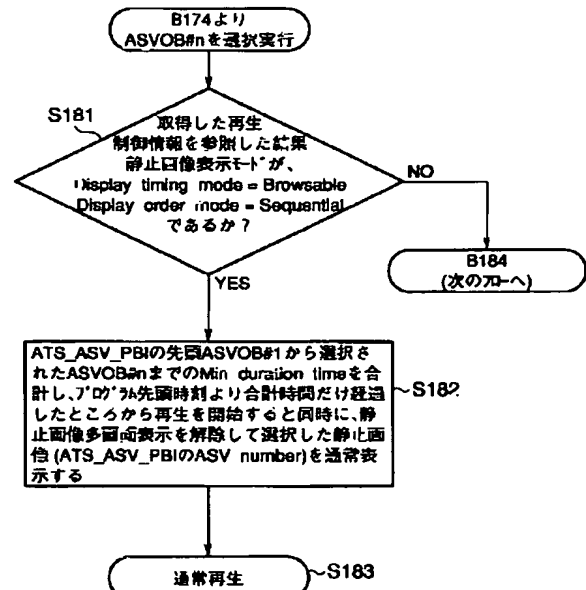 B174より
ASVOB#nを選択実行
S181
取得した再生
制御情報を参照した結果
静止画像表示モードが、
Display timing mode = Browsable
Display order mode = Sequential
であるか?
NO
B184
(次のフローへ)
YES
ATS_ASV_PBIの先頭ASVOB#1から選択さ
れたASVOB#nまでのMin duration timeを合
計し、プログラム先頭時刻より合計時間だけ経過
したところから再生を開始すると同時に、静
止画像多画面表示を解除して選択した静止画
像(ATS_ASV_PBIのASV number)を通常表
示する
S182
通常再生
S183